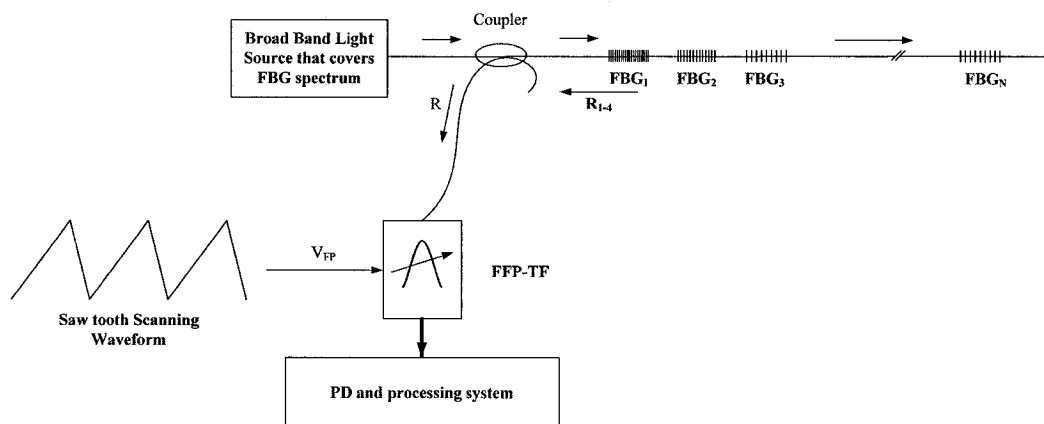 Coupler
Broad Band Light
Source that covers
FBG spectrum
FBG1
FBG2
FBG3
FBGN
R
R1-4
VFP
FFP-TF
Saw tooth Scanning
Waveform
PD and processing system